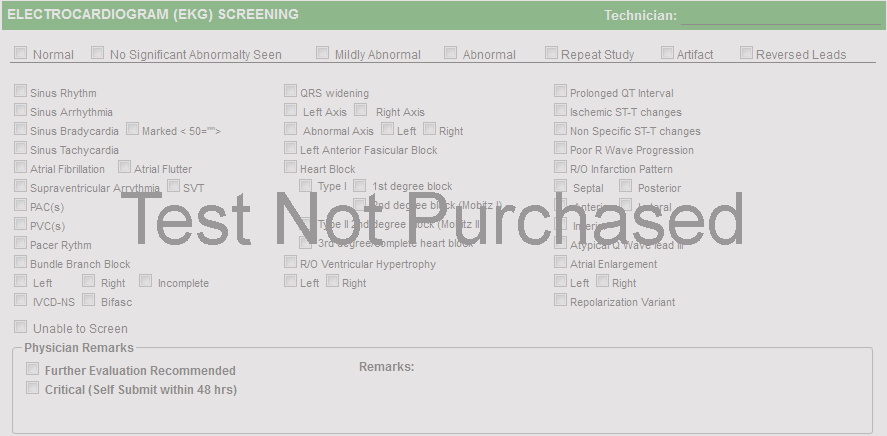 ELECTROCARDIOGRAM (EKG) SCREENING Technician:
Normal No Significant Abnormalty Seen Mildly Abnormal Abnormal Repeat Study Artifact Reversed Leads
Sinus Rhythm QRS widening Prolonged QT Interval
Sinus Arrhythmia Left Axis Right Axis Ischemic ST-T changes
Sinus Bradycardia Marked < 50="""> Abnormal Axis Left Right Non Specific ST-T changes
Sinus Tachycardia Left Anterior Fasicular Block Poor R Wave Progression
Atrial Fibrillation Atrial Flutter Heart Block R/O Infarction Pattern
Supraventricular Arrythmia SVT Type I 1st degree block Septal Posterior
PAC(s) 2nd degree block (Mobitz I) Anterior Lateral
PVC(s) Type II 2nd degree block (Mobitz II) Inferior
Pacer Rythm 3rd degree/complete heart block Atypical Q Wave lead III
Test Not Purchased
Bundle Branch Block R/O Ventricular Hypertrophy Atrial Enlargement
Left Right Incomplete Left Right Left Right
IVCD-NS Bifasc Repolarization Variant
Unable to Screen
Physician Remarks
Further Evaluation Recommended Remarks:
Critical (Self Submit within 48 hrs)